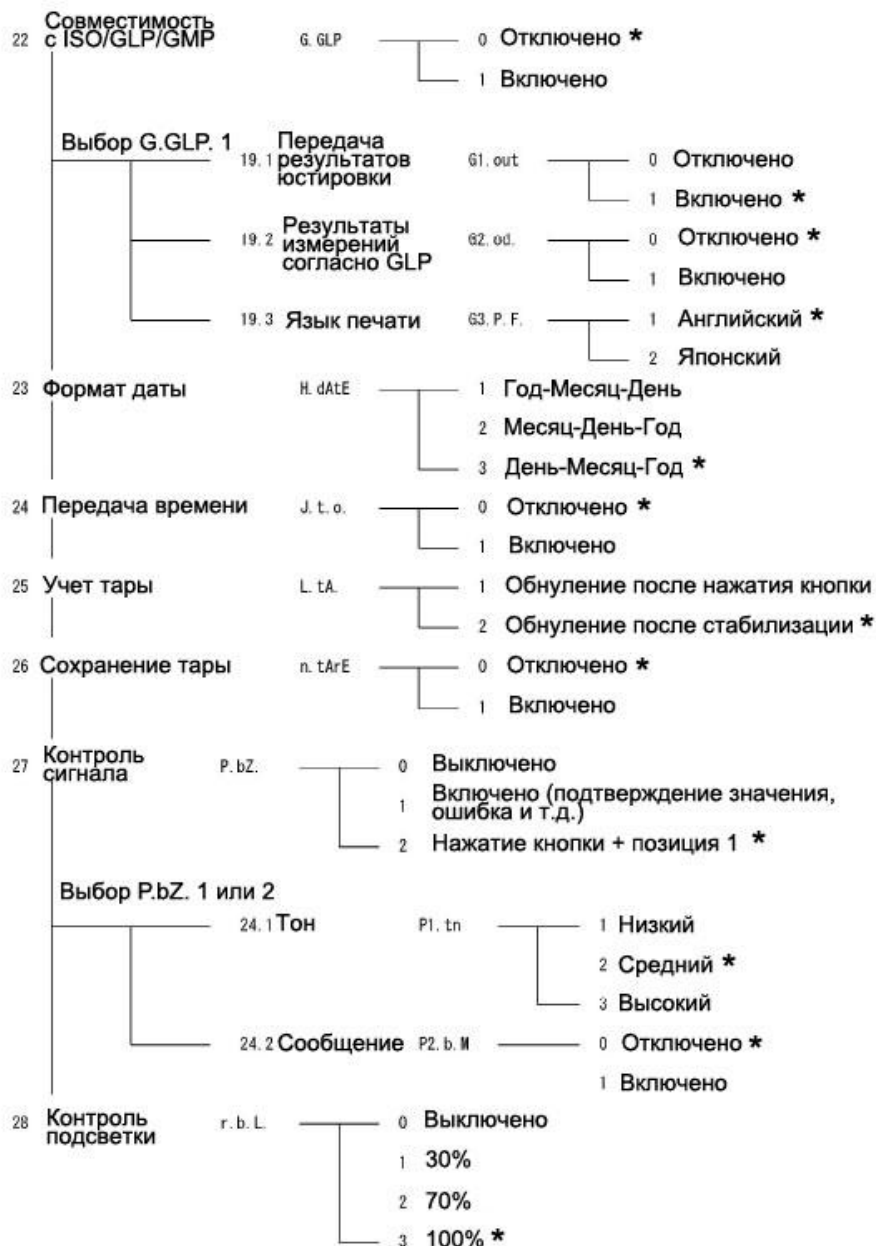 Совместимость
22 с ISO/GLP/GMP G.GLP 0 Отключено *
1 Включено
Выбор G.GLP. 1
19.1 Передача
результатов
юстировки G1.out 0 Отключено
1 Включено *
19.2 Результаты
измерений
согласно GLP G2.od. 0 Отключено *
1 Включено
19.3 Язык печати G3.P.F. 1 Английский *
2 Японский
23 Формат даты H.dAtE 1 Год-Месяц-День
2 Месяц-День-Год
3 День-Месяц-Год *
24 Передача времени J.t.o. 0 Отключено *
1 Включено
25 Учет тары L.tA. 1 Обнуление после нажатия кнопки
2 Обнуление после стабилизации *
26 Сохранение тары n.tArE 0 Отключено *
1 Включено
27 Контроль
сигнала P.bZ. 0 Выключено
1 Включено (подтверждение значения,
ошибка и т.д.)
2 Нажатие кнопки + позиция 1 *
Выбор P.bZ. 1 или 2
24.1 Тон P1.tn 1 Низкий
2 Средний *
3 Высокий
24.2 Сообщение P2.b.M 0 Отключено *
1 Включено
28 Контроль
подсветки r.b.L. 0 Выключено
1 30%
2 70%
3 100% *